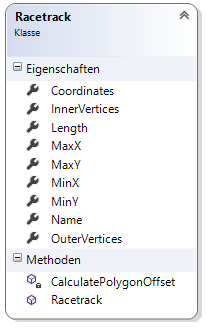 Racetrack
Klasse
Eigenschaften
Coordinates
InnerVertices
Length
MaxX
MaxY
MinX
MinY
Name
OuterVertices
Methoden
CalculatePolygonOffset
Racetrack